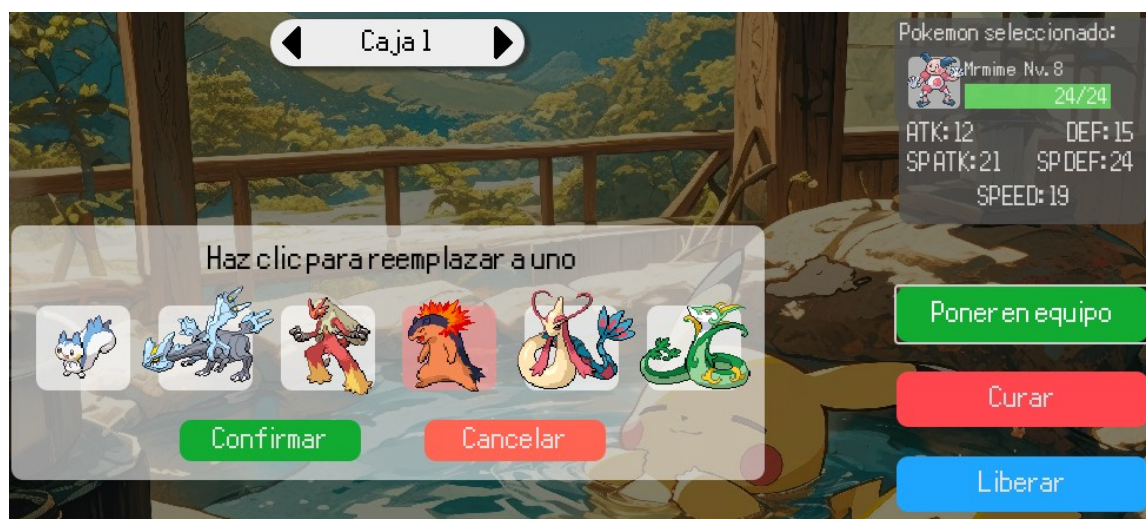 Caja 1
Pokemon seleccionado:
Mrmime Nv. 8
24/24
ATK: 12 DEF: 15
SPATK: 21 SPDEF: 24
SPEED: 19
Haz clic para reemplazar a uno
Confirmar Cancelar
Poner en equipo
Curar
Liberar